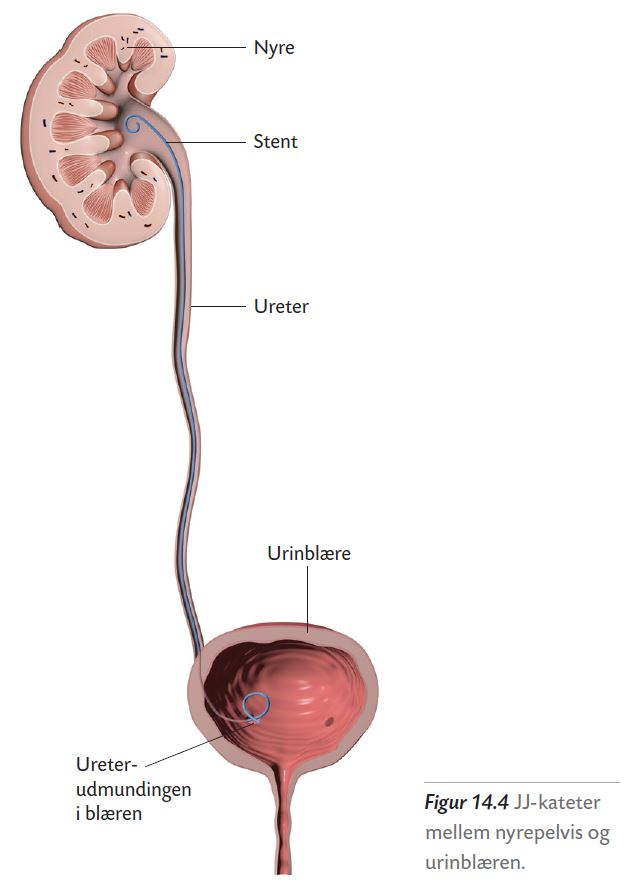 Nyre
Stent
Ureter
Urinblære
Ureter-
udmundingen
i blæren
Figur 14.4 JJ-kateter
mellem nyrepelvis og
urinblæren.